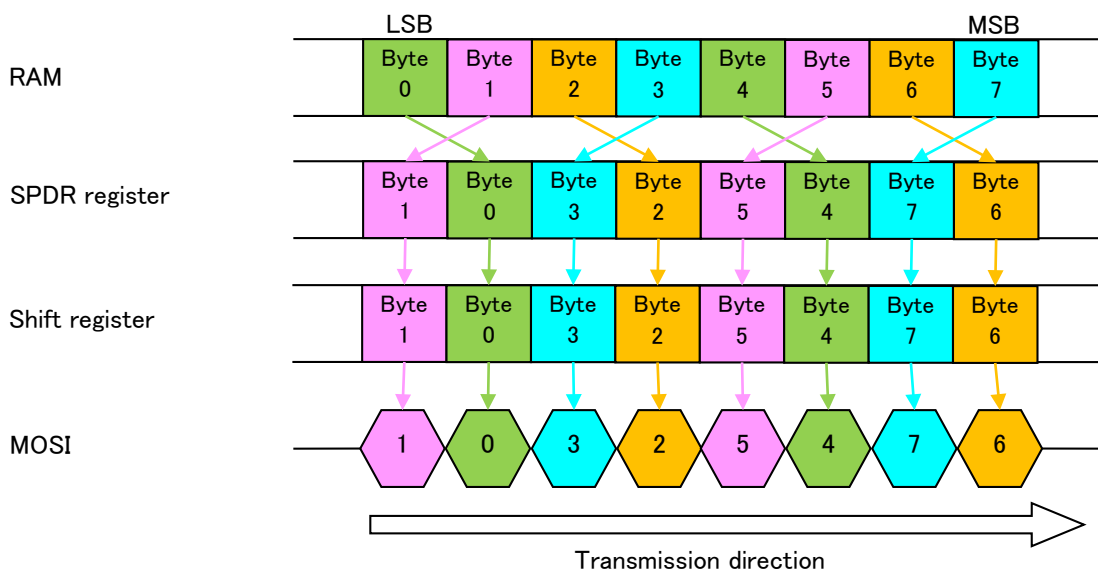 LSB MSB
RAM
Byte Byte Byte Byte Byte Byte Byte Byte
0 1 2 3 4 5 6 7
SPDR register
Byte Byte Byte Byte Byte Byte Byte Byte
1 0 3 2 5 4 7 6
Shift register
Byte Byte Byte Byte Byte Byte Byte Byte
1 0 3 2 5 4 7 6
MOSI
1 0 3 2 5 4 7 6
Transmission direction